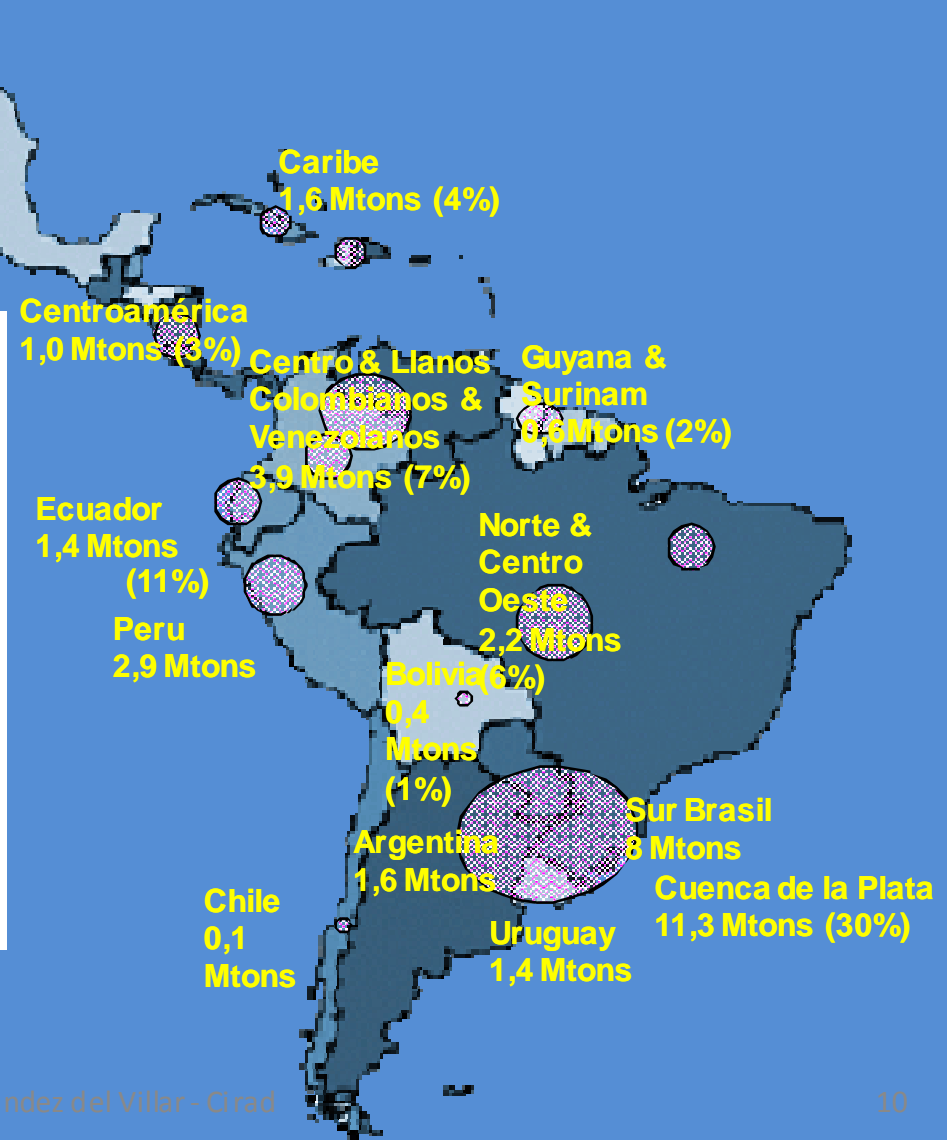 Caribe
1,6 Mtons (4%)
Centroamérica
1,0 Mtons (3%)
Centro & Llanos
Colombianos &
Venezolanos
3,9 Mtons (7%)
Guyana &
Surinam
0,6Mtons (2%)
Ecuador
1,4 Mtons
(11%)
Peru
2,9 Mtons
Norte &
Centro
Oeste
2,2 Mtons
(6%)
Bolivia
0,4
Mtons
(1%)
Argentina
1,6 Mtons
Sur Brasil
8 Mtons
Cuenca de la Plata
11,3 Mtons (30%)
Chile
0,1
Mtons
Uruguay
1,4 Mtons
ndez del Villar - Cirad
10